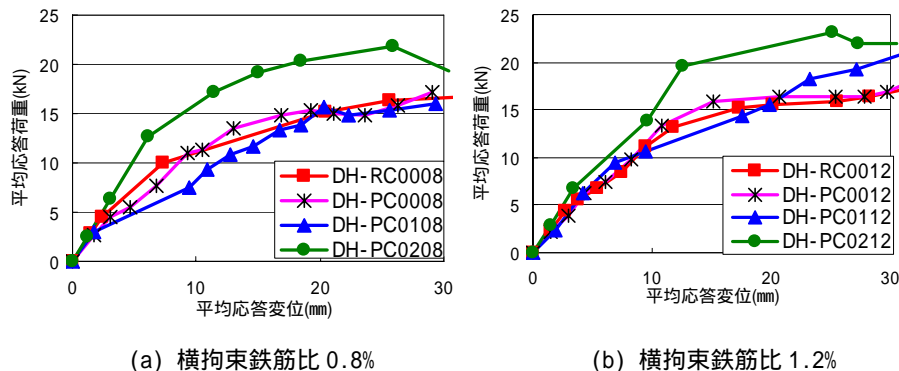 25
20
15
10
5
0
平均応答荷重(kN)
DH-RC0008
DH-PC0008
DH-PC0108
DH-PC0208
0
10
20
30
平均応答変位(mm)
(a) 横拘束鉄筋比 0.8%
25
20
15
10
5
0
平均応答荷重(kN)
DH-RC0012
DH-PC0012
DH-PC0112
DH-PC0212
0
10
20
30
平均応答変位(mm)
(b) 横拘束鉄筋比 1.2%